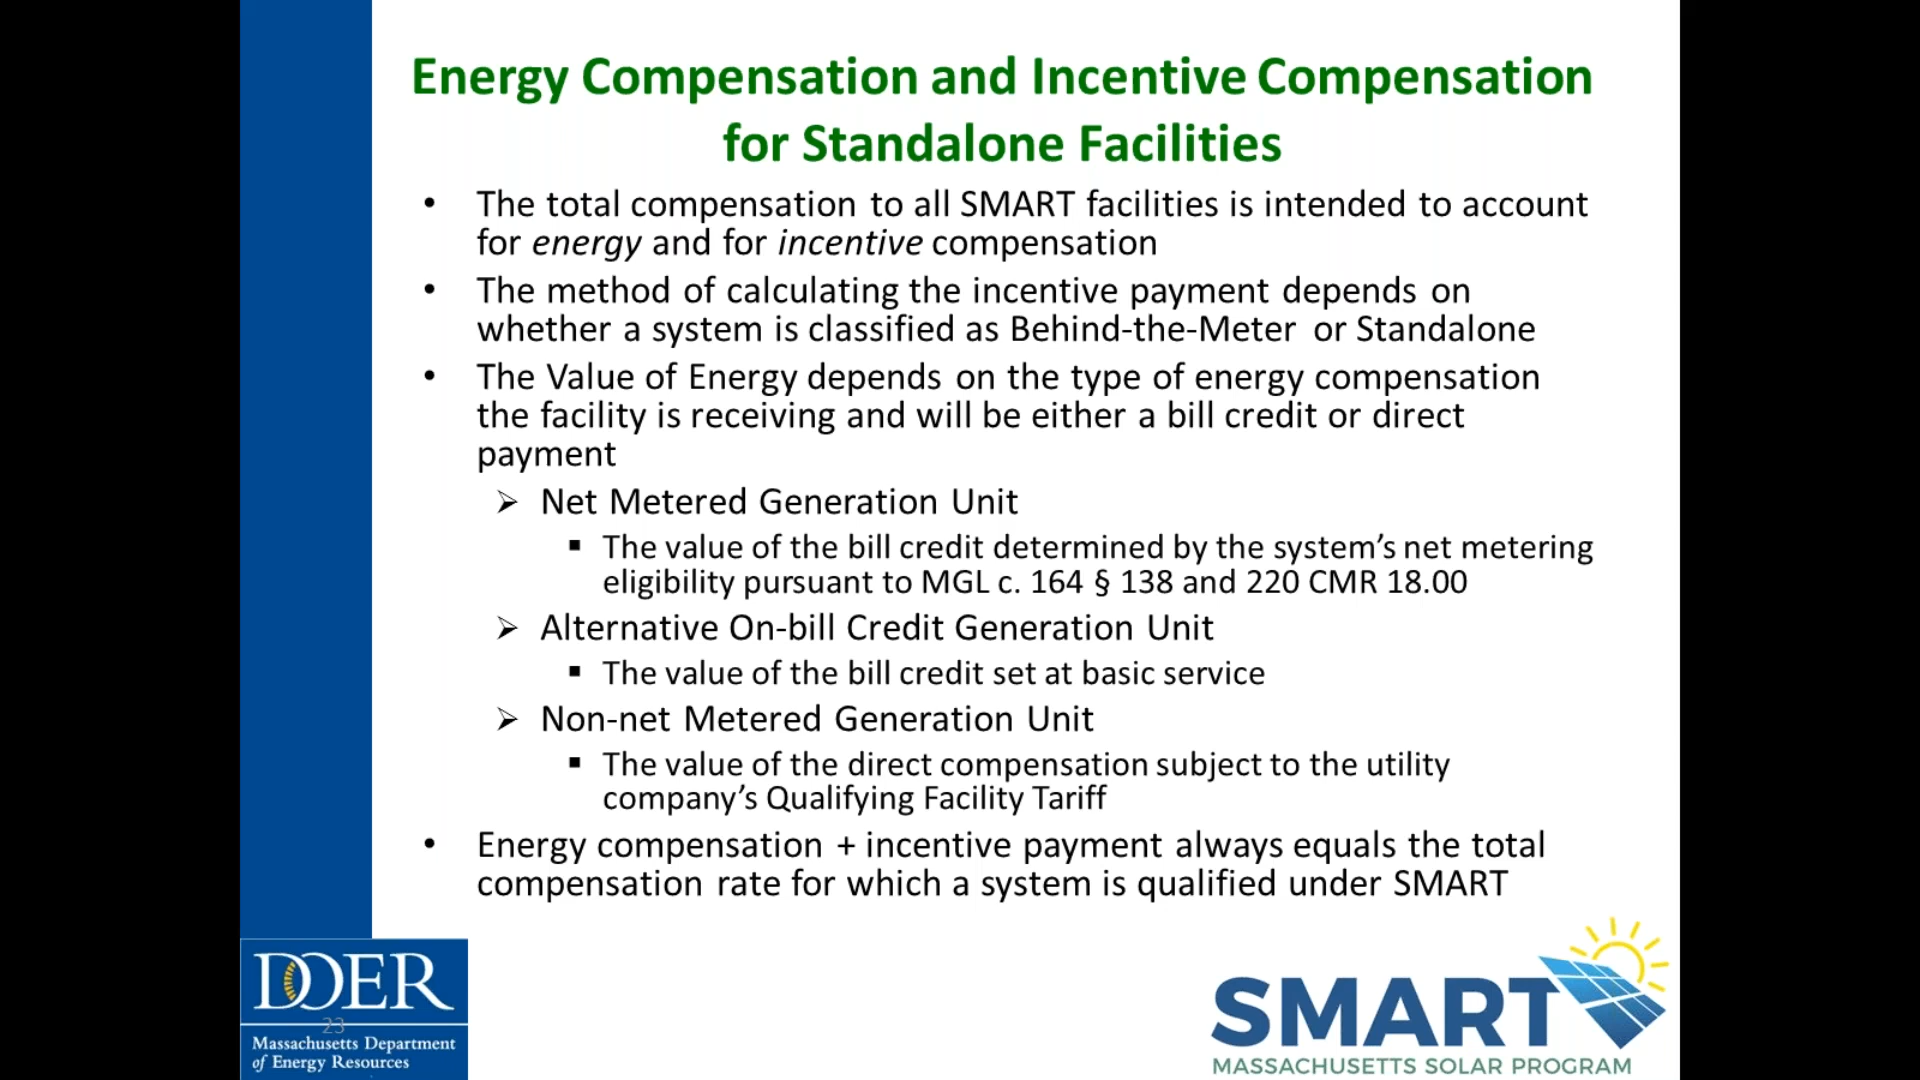 Energy Compensation and Incentive Compensation
for Standalone Facilities
• The total compensation to all SMART facilities is intended to account
for energy and for incentive compensation
• The method of calculating the incentive payment depends on
whether a system is classified as Behind-the-Meter or Standalone
• The Value of Energy depends on the type of energy compensation
the facility is receiving and will be either a bill credit or direct
payment
➢ Net Metered Generation Unit
▪ The value of the bill credit determined by the system's net metering
eligibility pursuant to MGL c. 164 § 138 and 220 CMR 18.00
➢ Alternative On-bill Credit Generation Unit
▪ The value of the bill credit set at basic service
➢ Non-net Metered Generation Unit
▪ The value of the direct compensation subject to the utility
company's Qualifying Facility Tariff
• Energy compensation + incentive payment always equals the total
compensation rate for which a system is qualified under SMART
DOER
23
Massachusetts Department
of Energy Resources
SMART
MASSACHUSETTS SOLAR PROGRAM